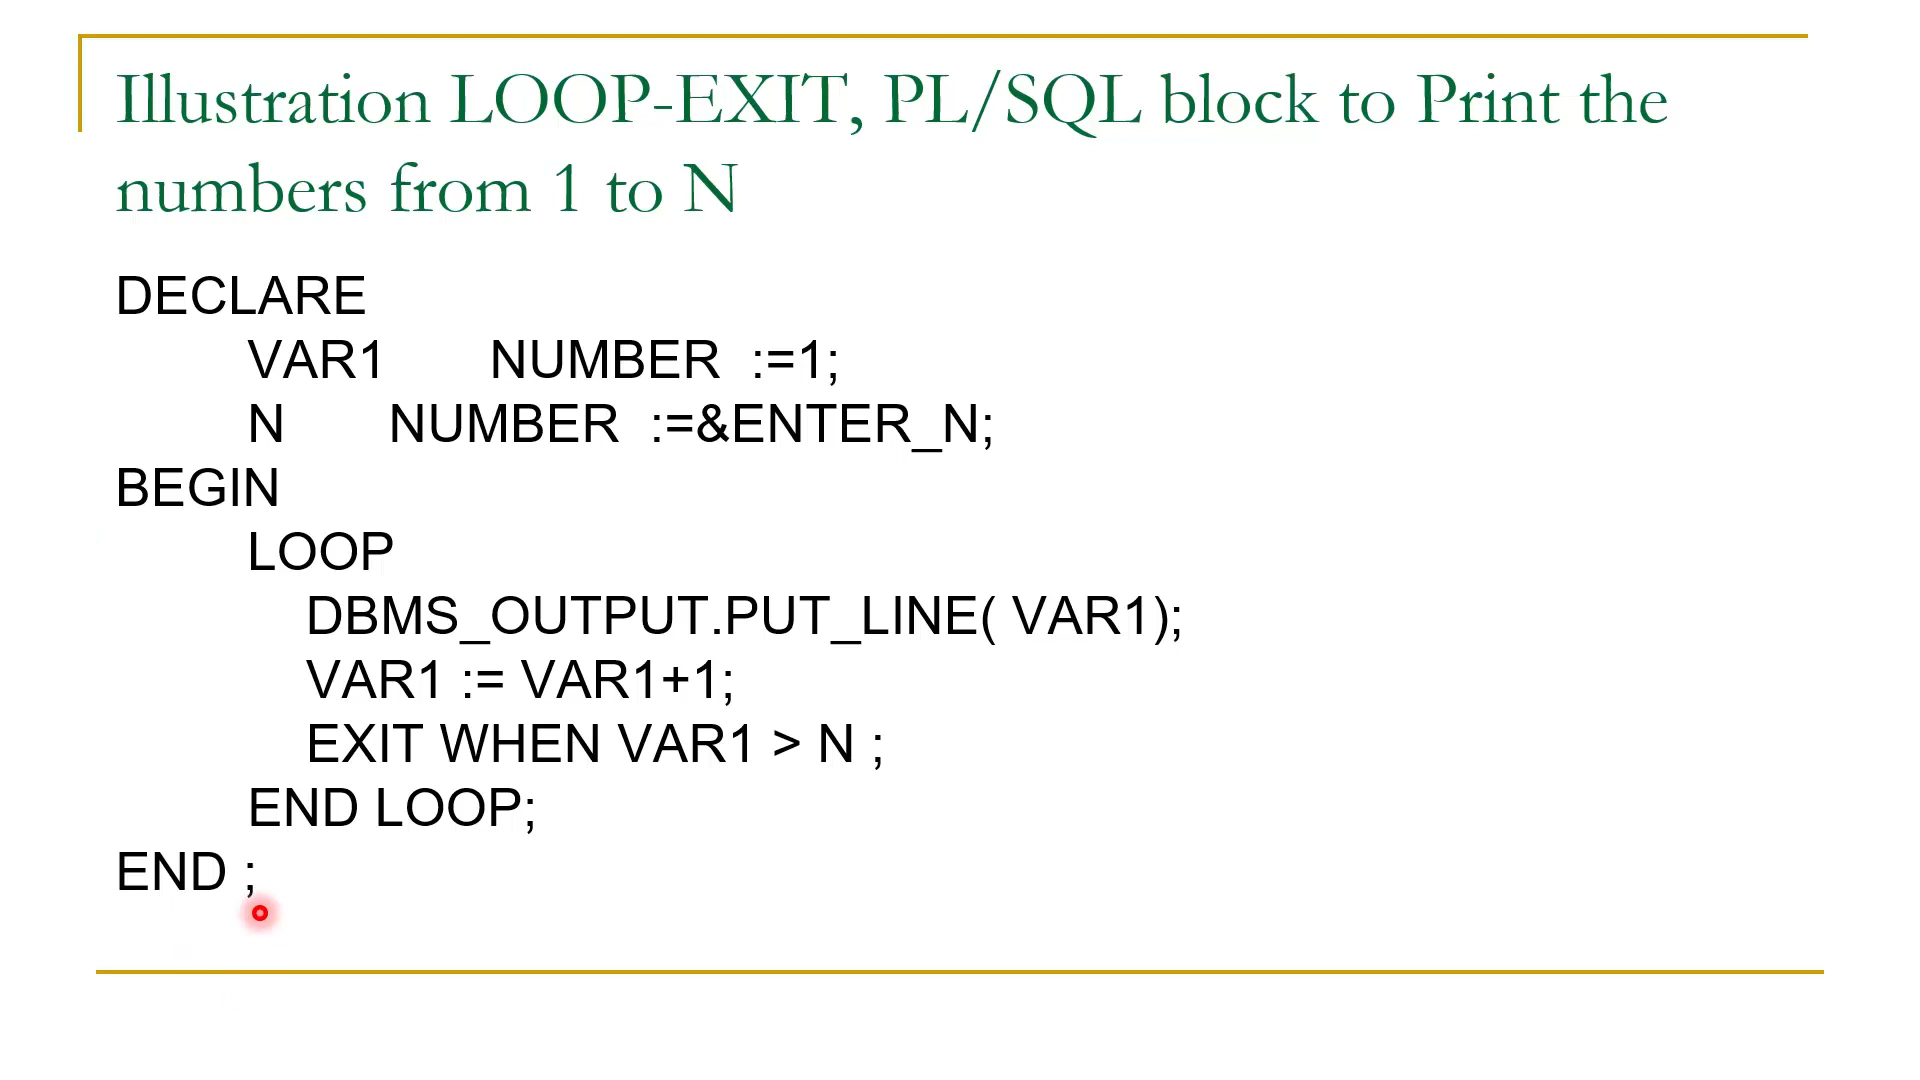 Illustration LOOP-EXIT, PL/SQL block to Print the
numbers from 1 to N
DECLARE
VAR1 NUMBER :=1;
N NUMBER :=&ENTER_N;
BEGIN
LOOP
DBMS_OUTPUT.PUT_LINE( VAR1);
VAR1 := VAR1+1;
EXIT WHEN VAR1 > N ;
END LOOP;
END ;